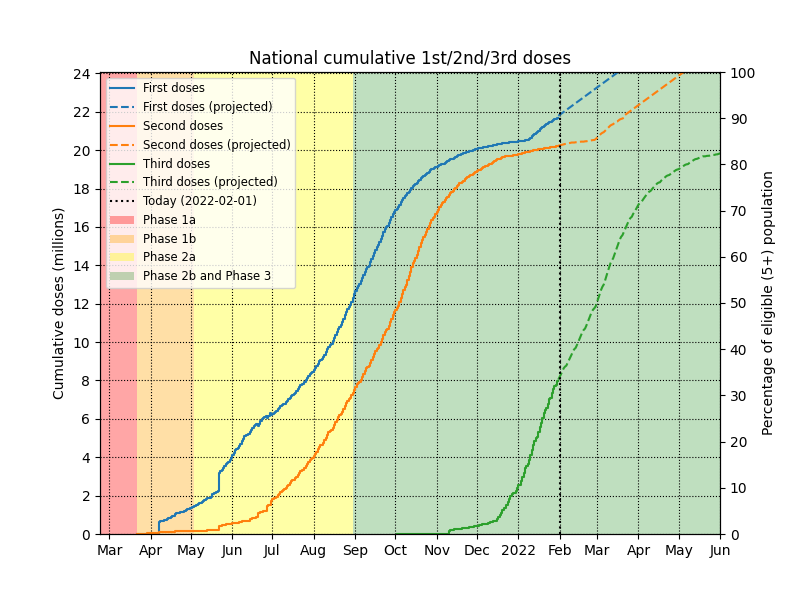 National cumulative 1st/2nd/3rd doses
Cumulative doses (millions)
24
22
20
18
16
14
12
10
8
6
4
2
0
First doses
First doses (projected)
Second doses
Second doses (projected)
Third doses
Third doses (projected)
Today (2022-02-01)
Phase 1a
Phase 1b
Phase 2a
Phase 2b and Phase 3
100
90
80
70
60
50
40
30
20
10
0
Percentage of eligible (5+) population
Mar Apr May Jun Jul Aug Sep Oct Nov Dec 2022 Feb Mar Apr May Jun